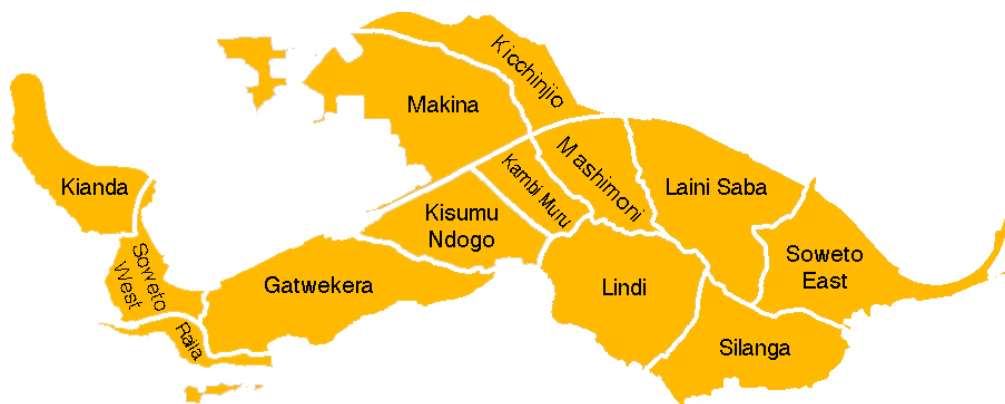 Kicchinjio
Makina
Kianda
Kambi Muru
Mashimoni
Laini Saba
Kisumu
Ndogo
Soweto
West
Gatwekera
Lindi
Soweto
East
Raila
Silanga